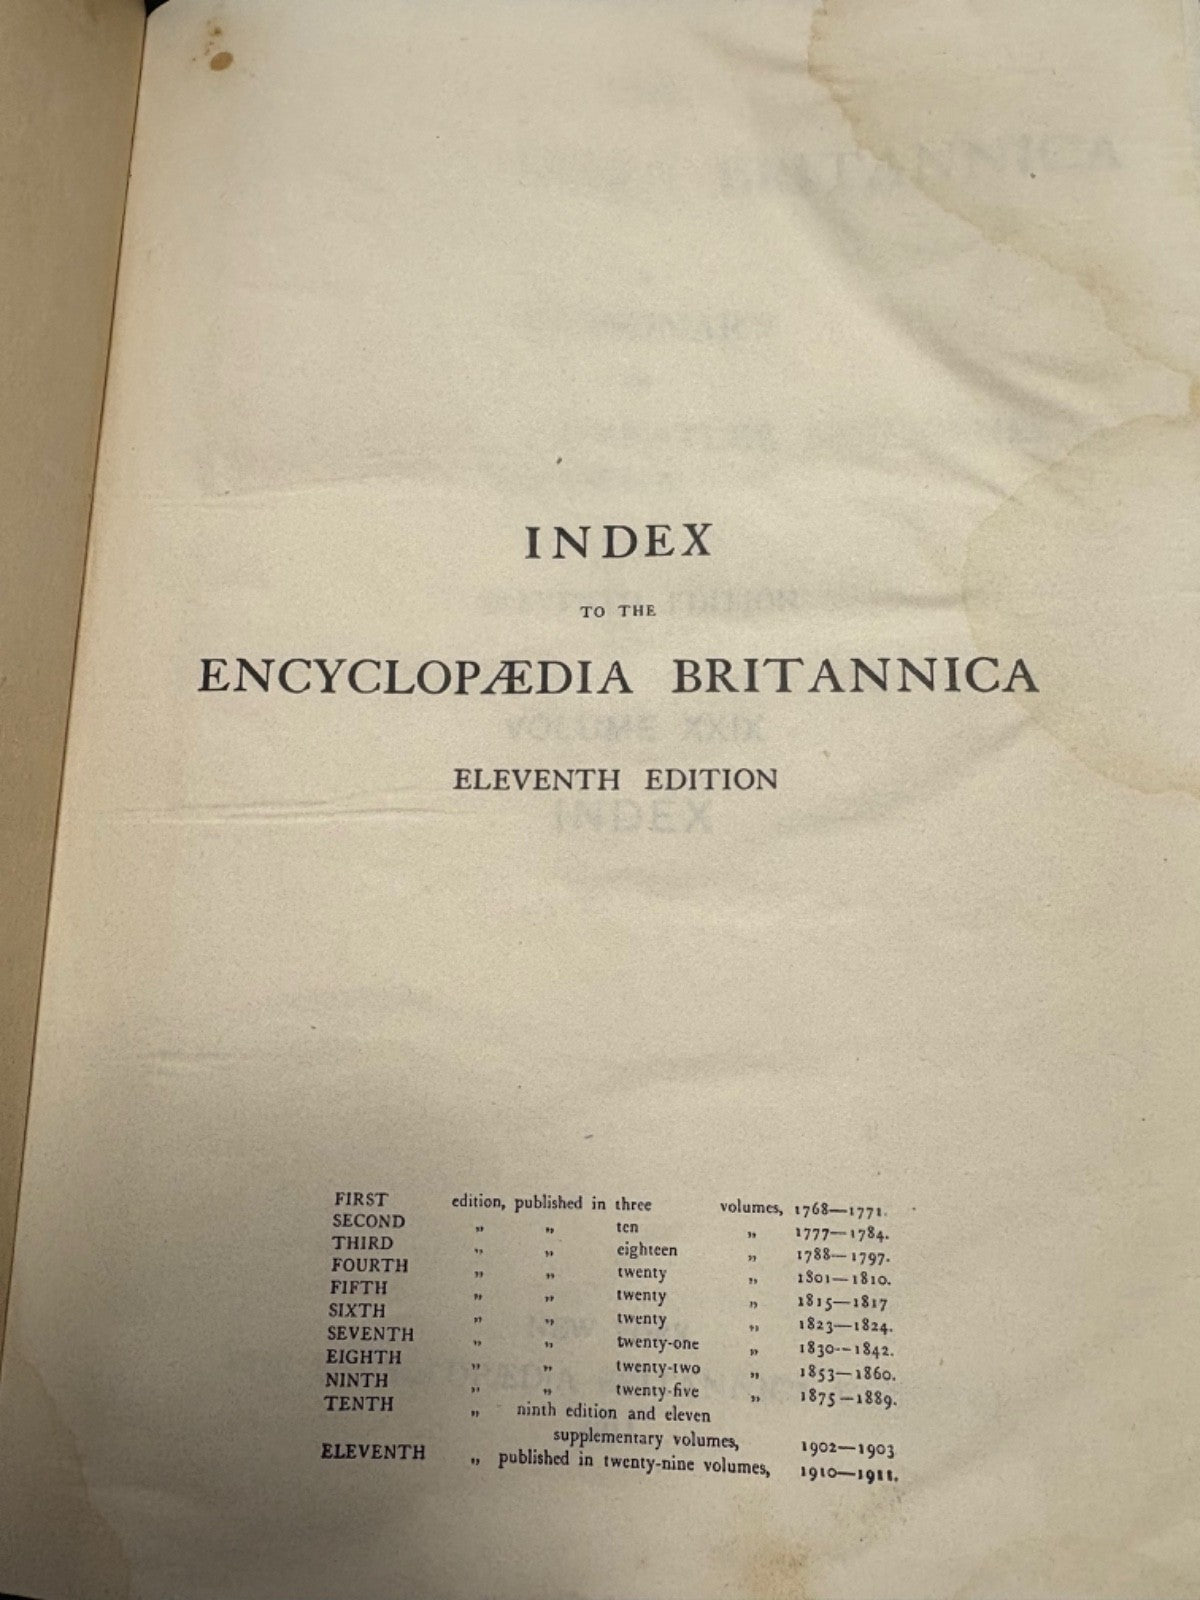 INDEX
TO THE
ENCYCLOPÆDIA BRITANNICA
ELEVENTH EDITION
VOLUME XXIX
INDEX
FIRST edition, published in three volumes, 1768—1771.
SECOND „ „ ten „ 1777—1784.
THIRD „ „ eighteen „ 1788—1797.
FOURTH „ „ twenty „ 1801—1810.
FIFTH „ „ twenty „ 1815—1817
SIXTH „ „ twenty „ 1823—1824.
SEVENTH „ „ twenty-one „ 1830—1842.
EIGHTH „ „ twenty-two „ 1853—1860.
NINTH „ „ twenty-five „ 1875—1889.
TENTH „ ninth edition and eleven
supplementary volumes, 1902—1903
ELEVENTH „ published in twenty-nine volumes, 1910—1911.